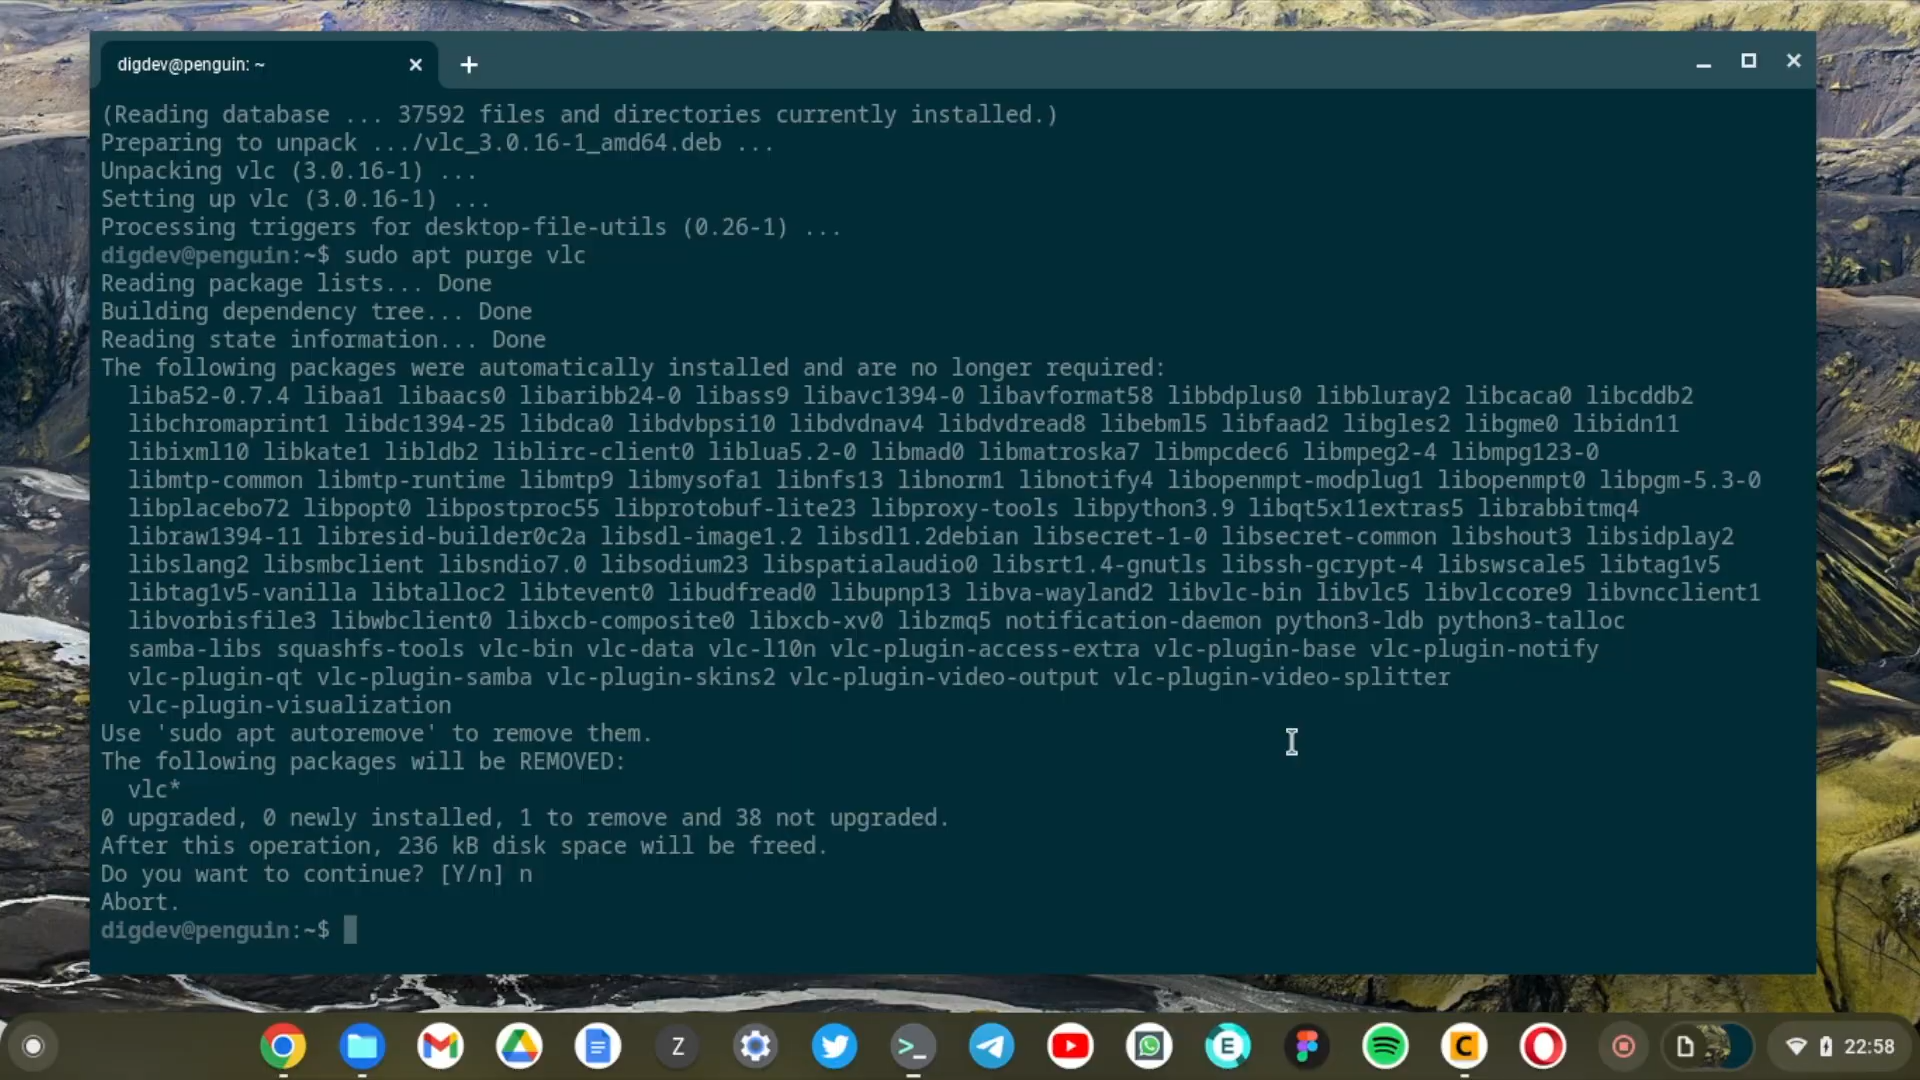 digdev@penguin: ~
(Reading database ... 37592 files and directories currently installed.)
Preparing to unpack .../vlc_3.0.16-1_amd64.deb ...
Unpacking vlc (3.0.16-1) ...
Setting up vlc (3.0.16-1) ...
Processing triggers for desktop-file-utils (0.26-1) ...
digdev@penguin:~$ sudo apt purge vlc
Reading package lists... Done
Building dependency tree... Done
Reading state information... Done
The following packages were automatically installed and are no longer required:
liba52-0.7.4 libaa1 libaacs0 libaribb24-0 libass9 libavc1394-0 libavformat58 libbdplus0 libbluray2 libcaca0 libcddb2
libchromaprint1 libdc1394-25 libdca0 libdvbpsi10 libdvdnav4 libdvdread8 libebml5 libfaad2 libgles2 libgme0 libidn11
libixml10 libkate1 libldb2 liblirc-client0 liblua5.2-0 libmad0 libmatroska7 libmpcdec6 libmpeg2-4 libmpg123-0
libmtp-common libmtp-runtime libmtp9 libmysofa1 libnfs13 libnorm1 libnotify4 libopenmpt-modplug1 libopenmpt0 libpgm-5.3-0
libplacebo72 libpopt0 libpostproc55 libprotobuf-lite23 libproxy-tools libpython3.9 libqt5x11extras5 librabbitmq4
libraw1394-11 libresid-builder0c2a libsdl-image1.2 libsdl1.2debian libsecret-1-0 libsecret-common libshout3 libsidplay2
libslang2 libsmbclient libsndio7.0 libsodium23 libspatialaudio0 libsrt1.4-gnutls libssh-gcrypt-4 libswscale5 libtag1v5
libtag1v5-vanilla libtalloc2 libtevent0 libudfread0 libupnp13 libva-wayland2 libvlc-bin libvlc5 libvlccore9 libvncclient1
libvorbisfile3 libwbclient0 libxcb-composite0 libxcb-xv0 libzmq5 notification-daemon python3-ldb python3-talloc
samba-libs squashfs-tools vlc-bin vlc-data vlc-l10n vlc-plugin-access-extra vlc-plugin-base vlc-plugin-notify
vlc-plugin-qt vlc-plugin-samba vlc-plugin-skins2 vlc-plugin-video-output vlc-plugin-video-splitter
vlc-plugin-visualization
Use 'sudo apt autoremove' to remove them.
The following packages will be REMOVED:
vlc*
0 upgraded, 0 newly installed, 1 to remove and 38 not upgraded.
After this operation, 236 kB disk space will be freed.
Do you want to continue? [Y/n] n
Abort.
digdev@penguin:~$
Z
E
C
22:58